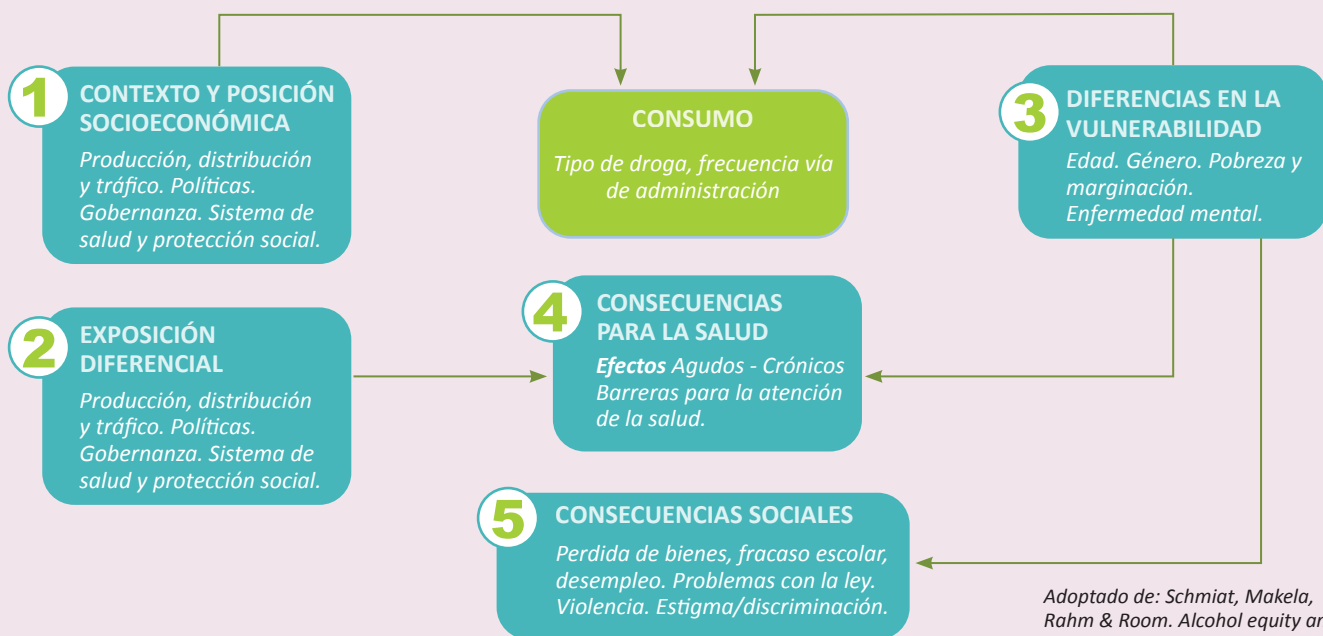 1
CONTEXTO Y POSICIÓN
SOCIOECONÓMICA
Producción, distribución
y tráfico. Políticas.
Gobernanza. Sistema de
salud y protección social.
CONSUMO
Tipo de droga, frecuencia vía
de administración
3
DIFERENCIAS EN LA
VULNERABILIDAD
Edad. Género. Pobreza y
marginación.
Enfermedad mental.
2
EXPOSICIÓN
DIFERENCIAL
Producción, distribución
y tráfico. Políticas.
Gobernanza. Sistema de
salud y protección social.
4
CONSECUENCIAS
PARA LA SALUD
Efectos Agudos - Crónicos
Barreras para la atención
de la salud.
5
CONSECUENCIAS SOCIALES
Perdida de bienes, fracaso escolar,
desempleo. Problemas con la ley.
Violencia. Estigma/discriminación.
Adoptado de: Schmiat, Makela,
Rahm & Room. Alcohol equity